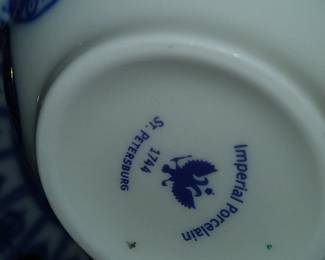 Imperial Porcelain
1744
St. Petersburg